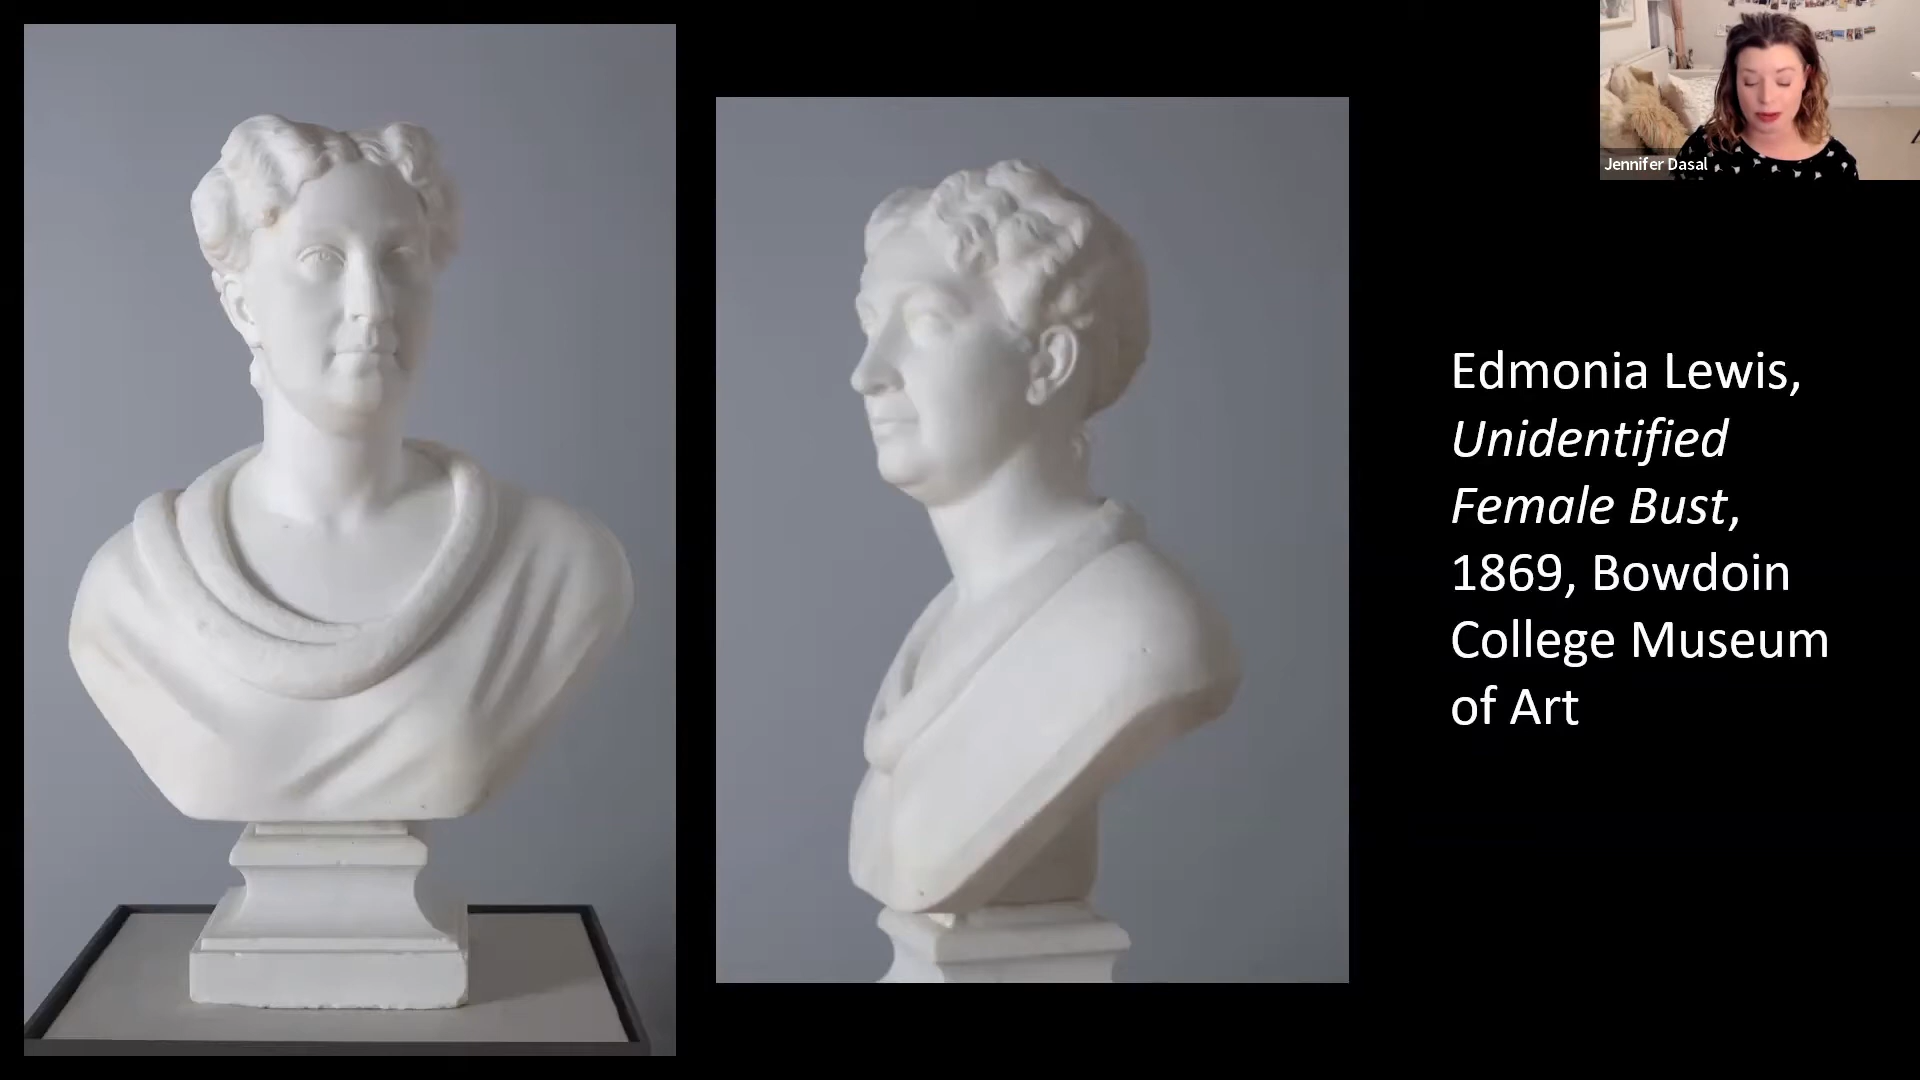 Jennifer Dasal
Edmonia Lewis,
Unidentified
Female Bust,
1869, Bowdoin
College Museum
of Art